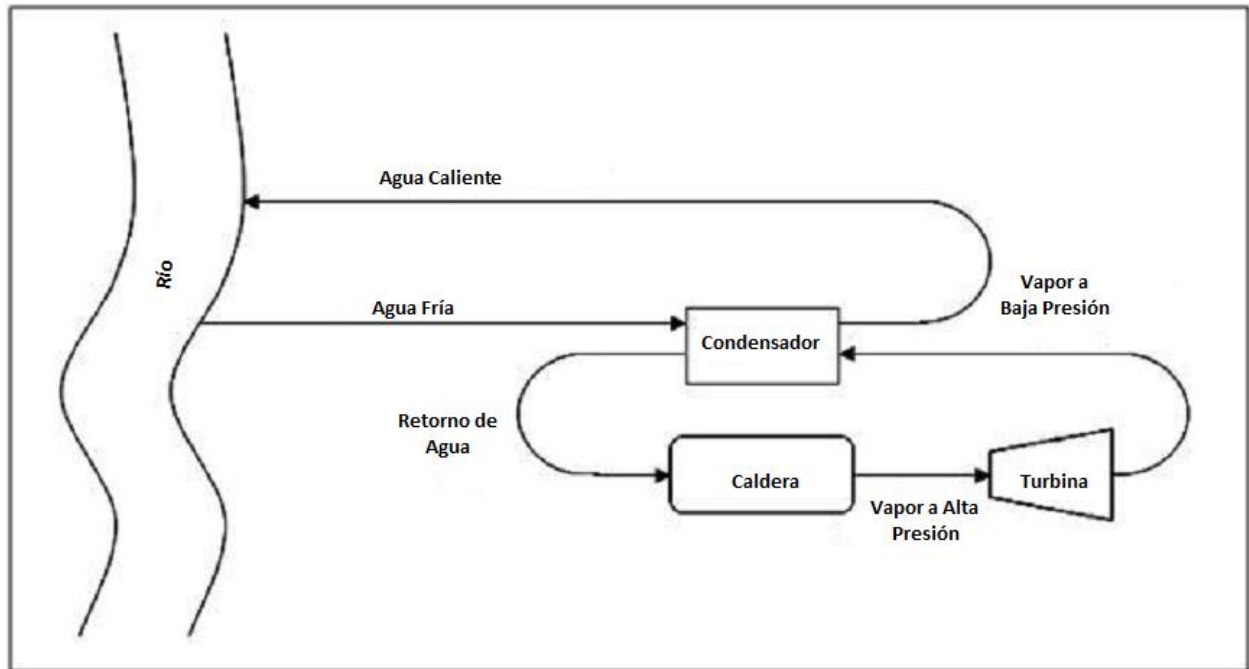 Agua Caliente
Río
Agua Fría
Vapor a
Baja Presión
Condensador
Retorno de
Agua
Caldera
Turbina
Vapor a Alta
Presión